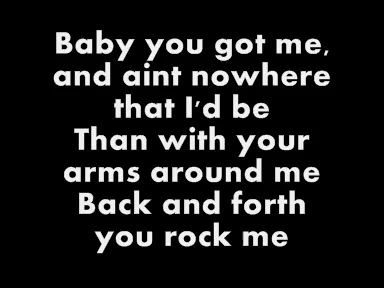 Baby you got me,
and aint nowhere
that I'd be
Than with your
arms around me
Back and forth
you rock me